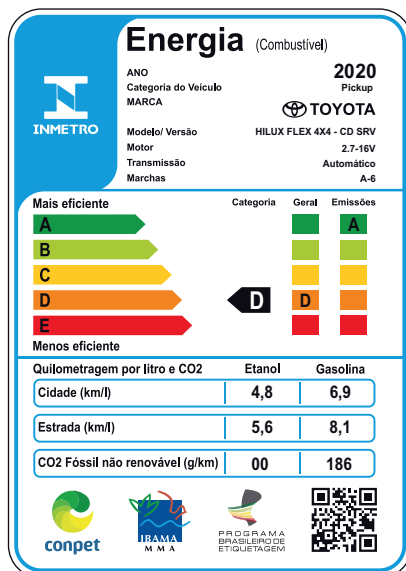 Energia (Combustível)
INMETRO
ANO 2020
Categoria do Veículo Pickup
MARCA TOYOTA
Modelo/ Versão HILUX FLEX 4X4 - CD SRV
Motor 2.7-16V
Transmissão Automático
Marchas A-6
Mais eficiente Categoria Geral Emissões
A A
B
C
D D D
E
Menos eficiente
Quilometragem por litro e CO2 Etanol Gasolina
Cidade (km/l) 4,8 6,9
Estrada (km/l) 5,6 8,1
CO2 Fóssil não renovável (g/km) 00 186
conpet
IBAMA
MMA
PROGRAMA
BRASILEIRO DE
ETIQUETAGEM